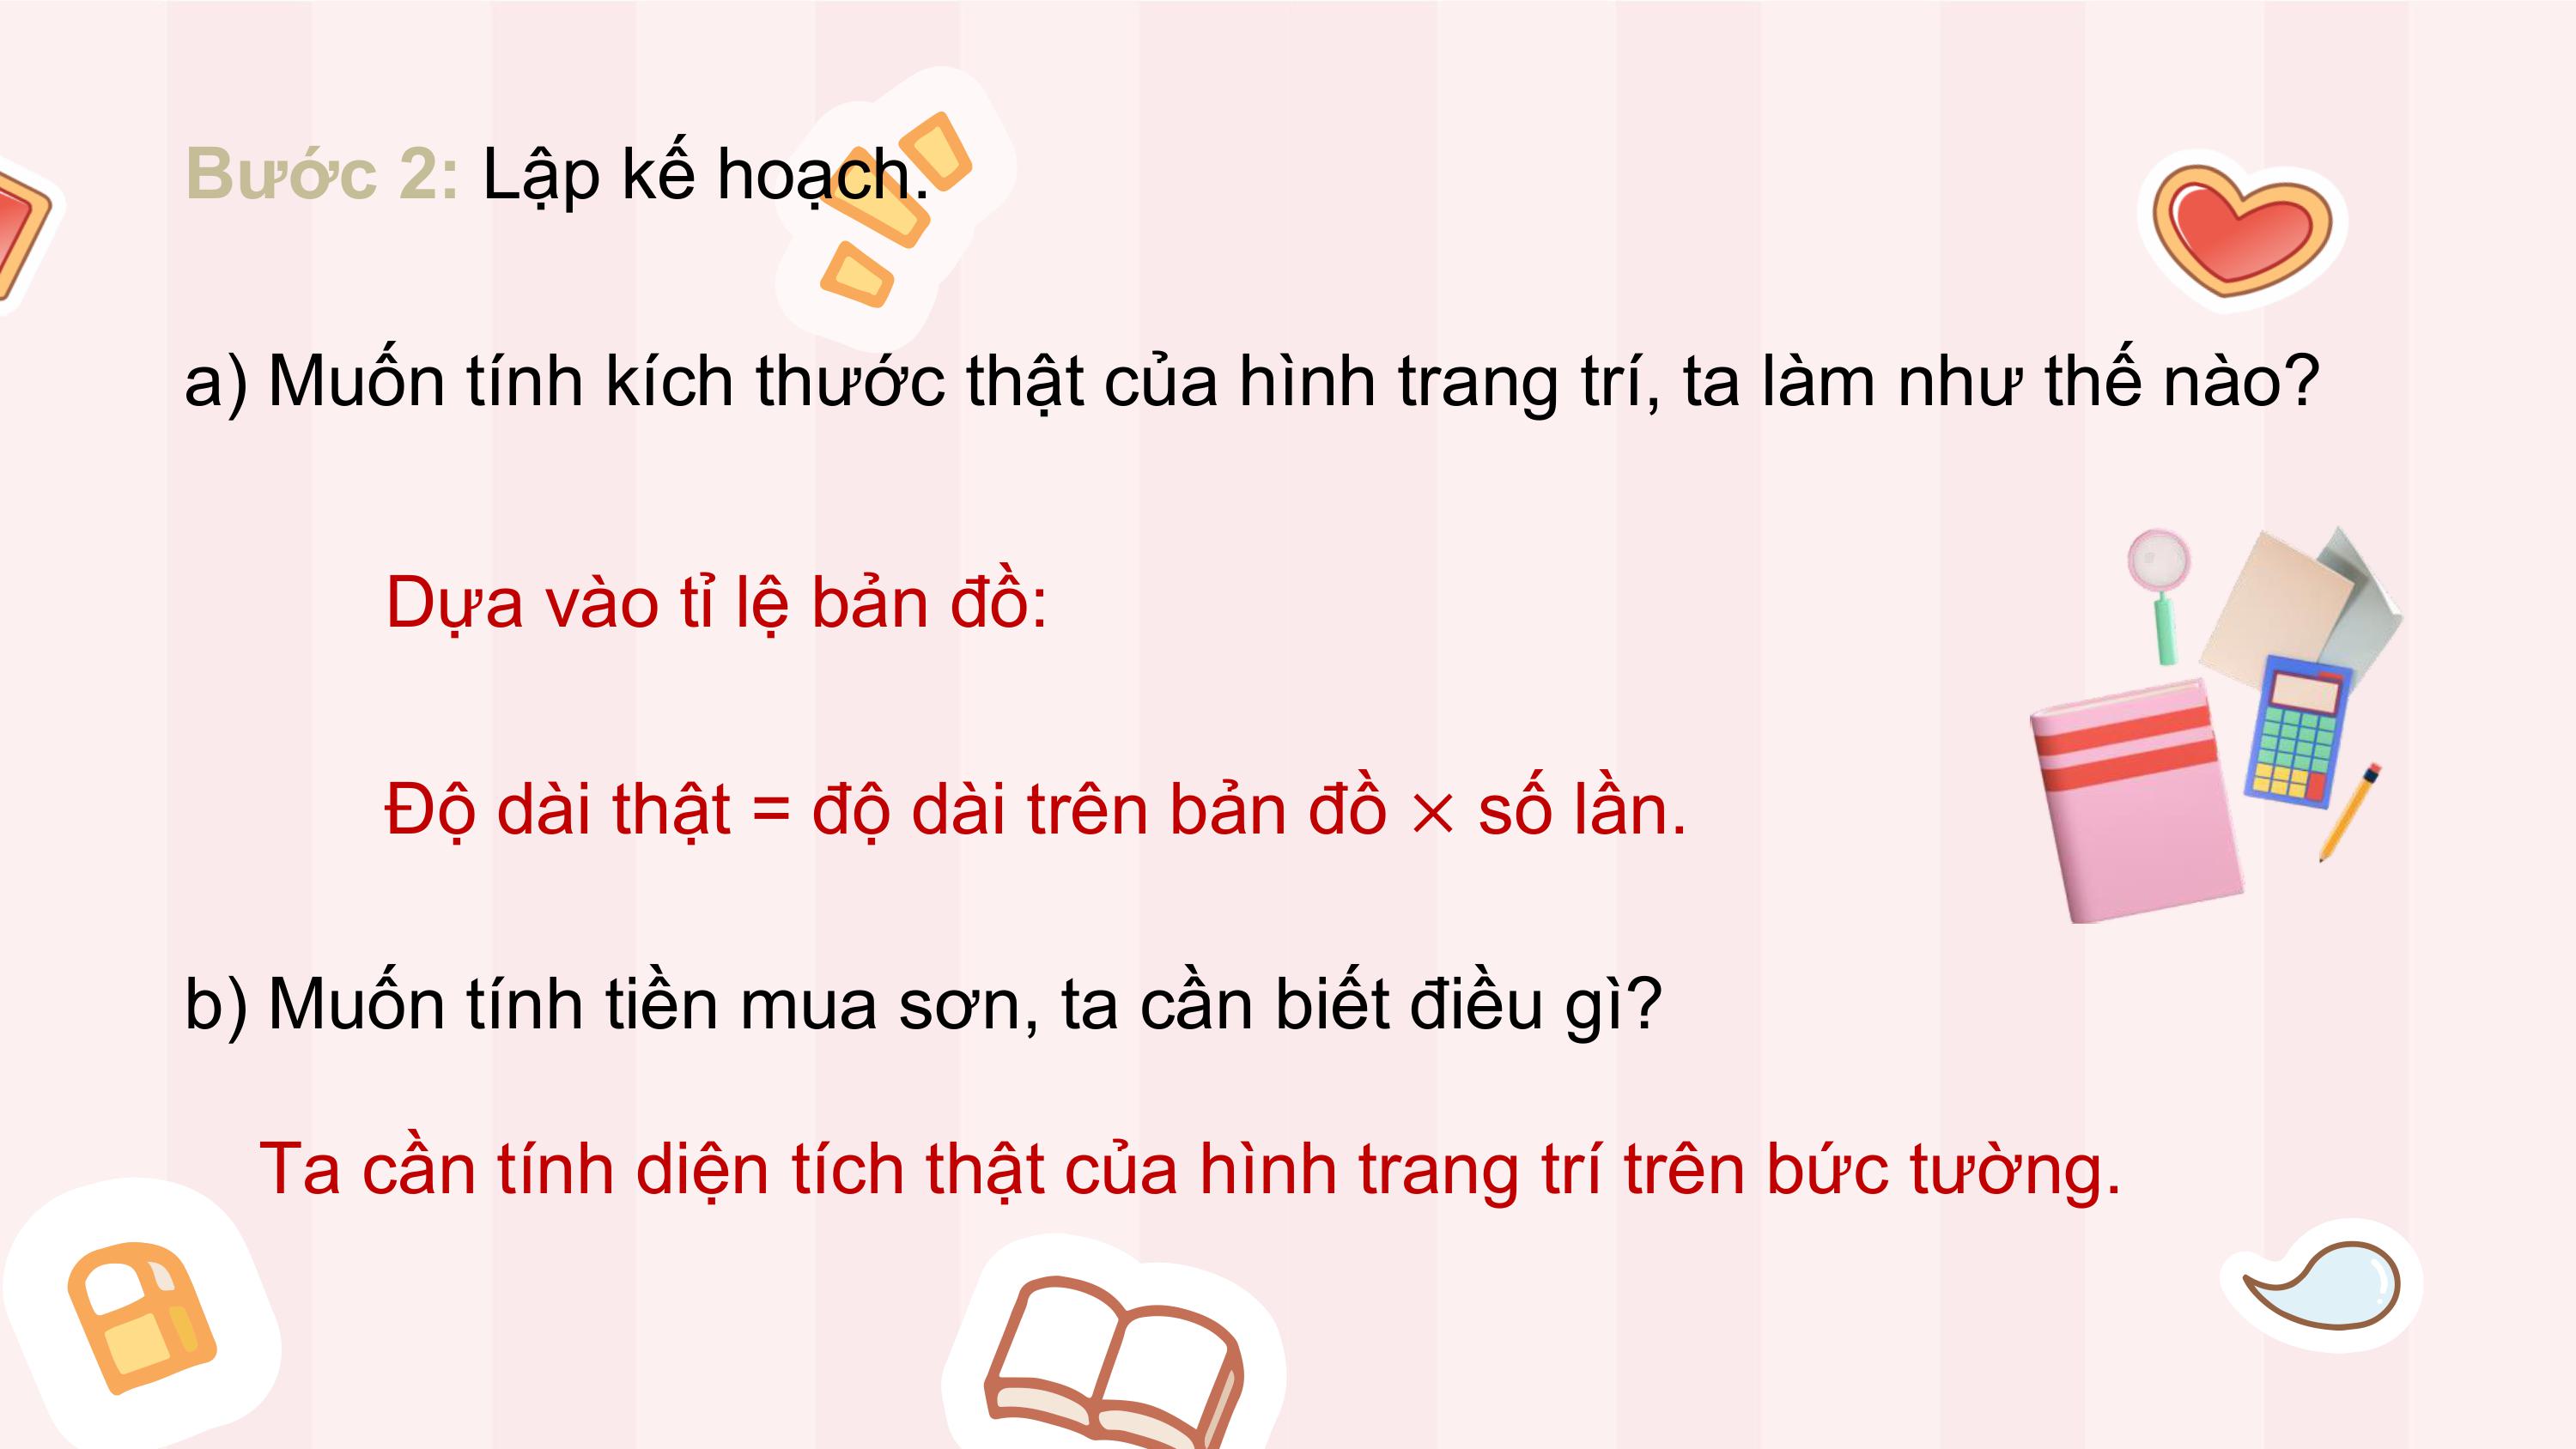 Bước 2: Lập kế hoạch.
a) Muốn tính kích thước thật của hình trang trí, ta làm như thế nào?
Dựa vào tỉ lệ bản đồ:
Độ dài thật = độ dài trên bản đồ × số lần.
b) Muốn tính tiền mua sơn, ta cần biết điều gì?
Ta cần tính diện tích thật của hình trang trí trên bức tường.